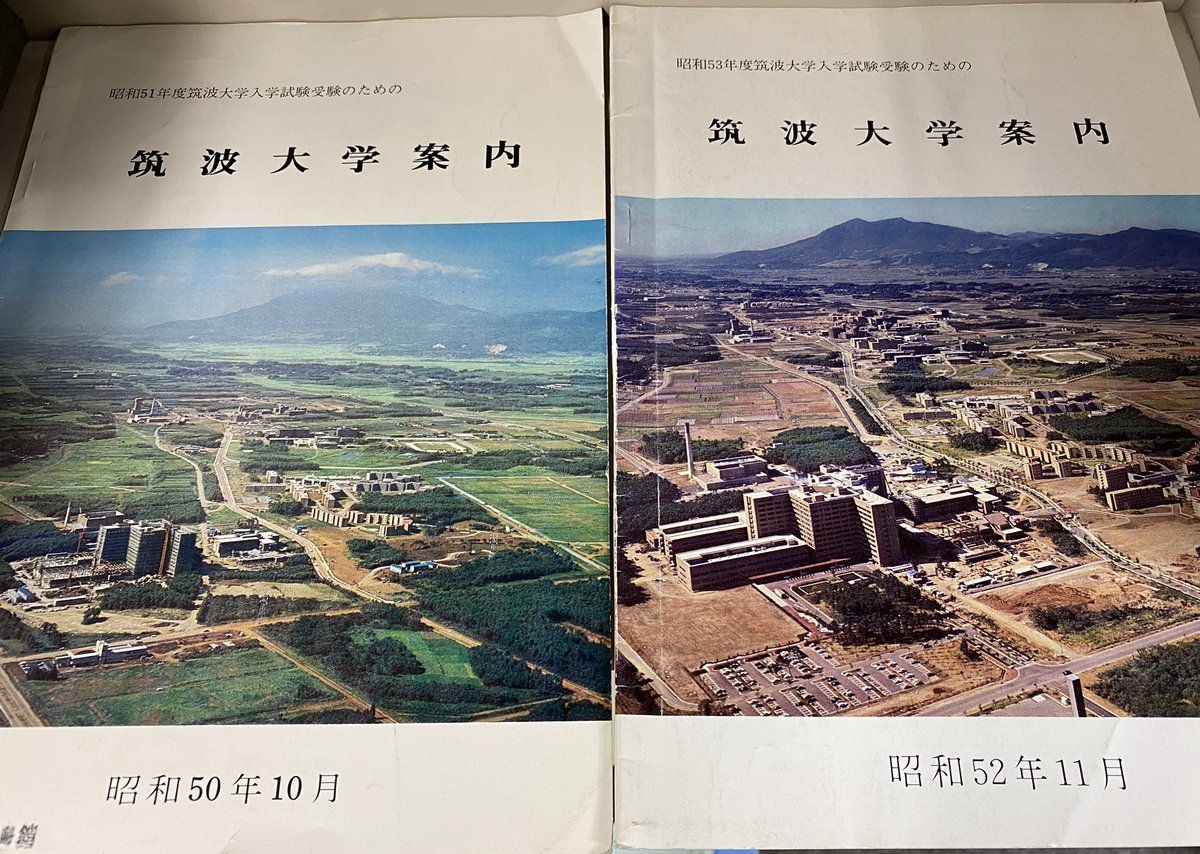 昭和51年度筑波大学入学試験受験のための
筑波大学案内
昭和50年10月
館
昭和53年度筑波大学入学試験受験のための
筑波大学案内
昭和52年11月